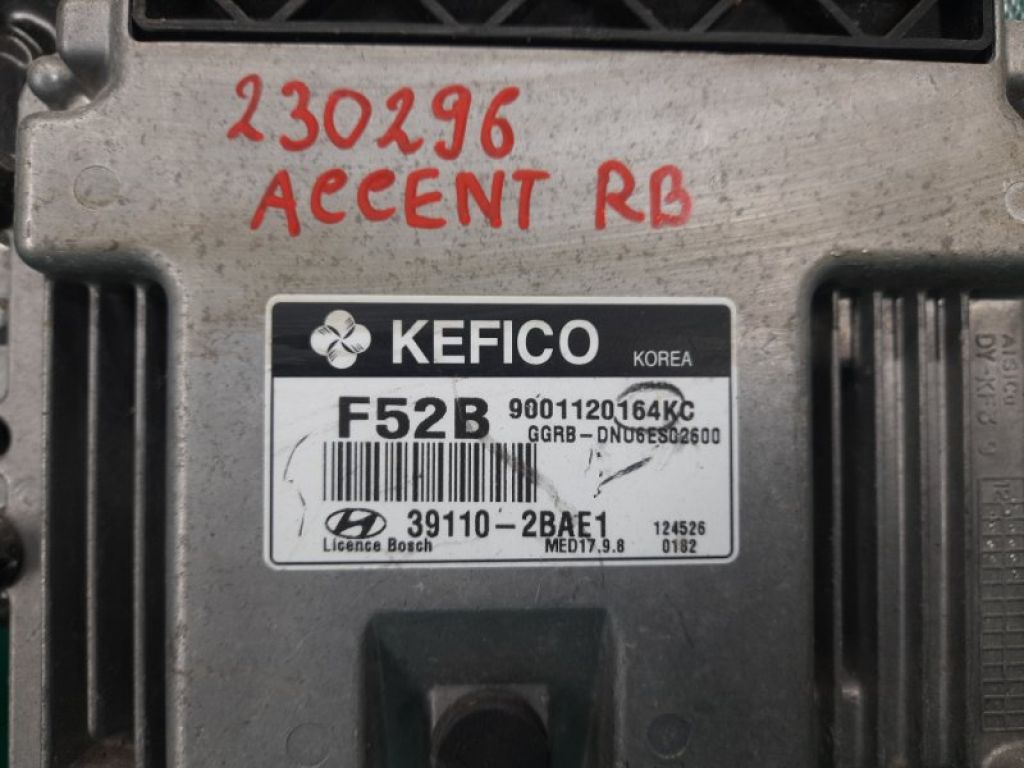 230296
ACCENT RB
KEFICO
KOREA
F52B
9001120164KC
GGRB-DNU6ES02600
39110-2BAE1
124526
Licence Bosch
MED17.9.8
0182